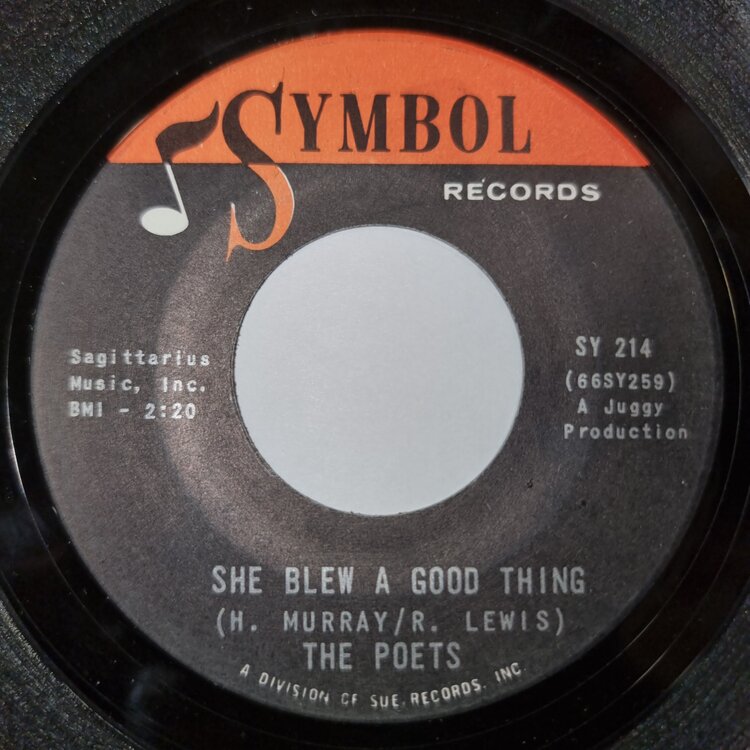 SYMBOL
RECORDS
Sagittarius
Music, Inc.
BMI - 2:20
SY 214
(66SY259)
A Juggy
Production
SHE BLEW A GOOD THING
(H. MURRAY/R. LEWIS)
THE POETS
A DIVISION OF SUE RECORDS, INC.